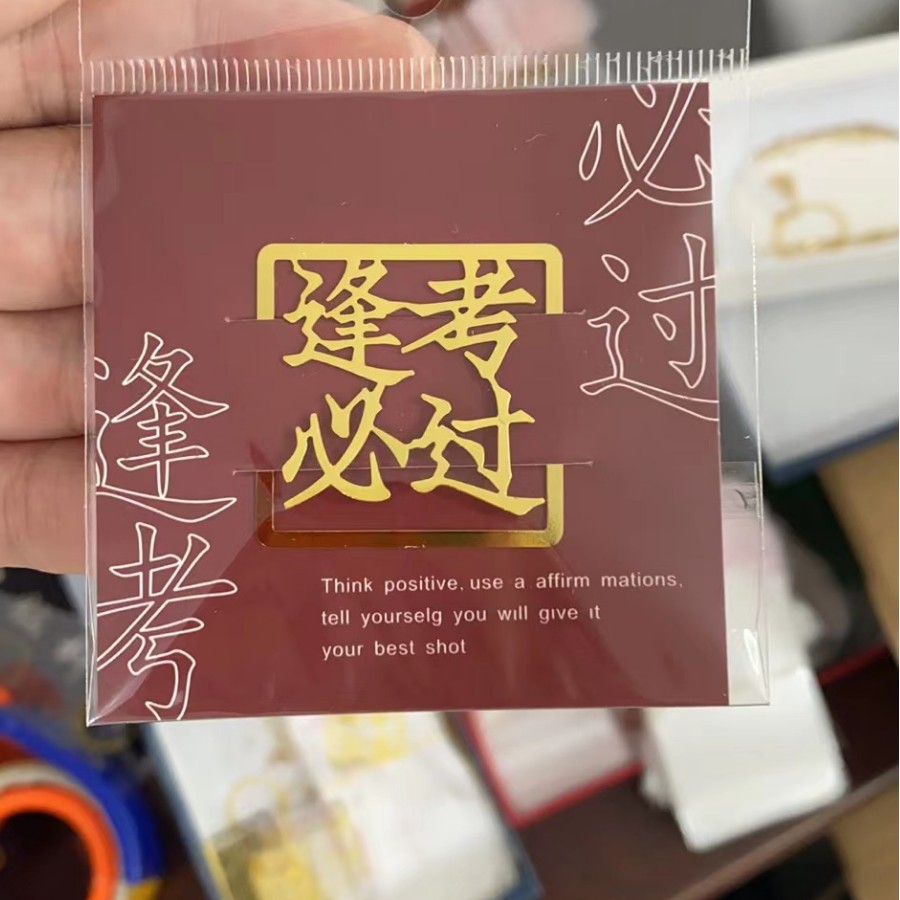 必过
逢考
必过
逢考
Think positive, use a affirm mations,
tell yourselg you will give it
your best shot